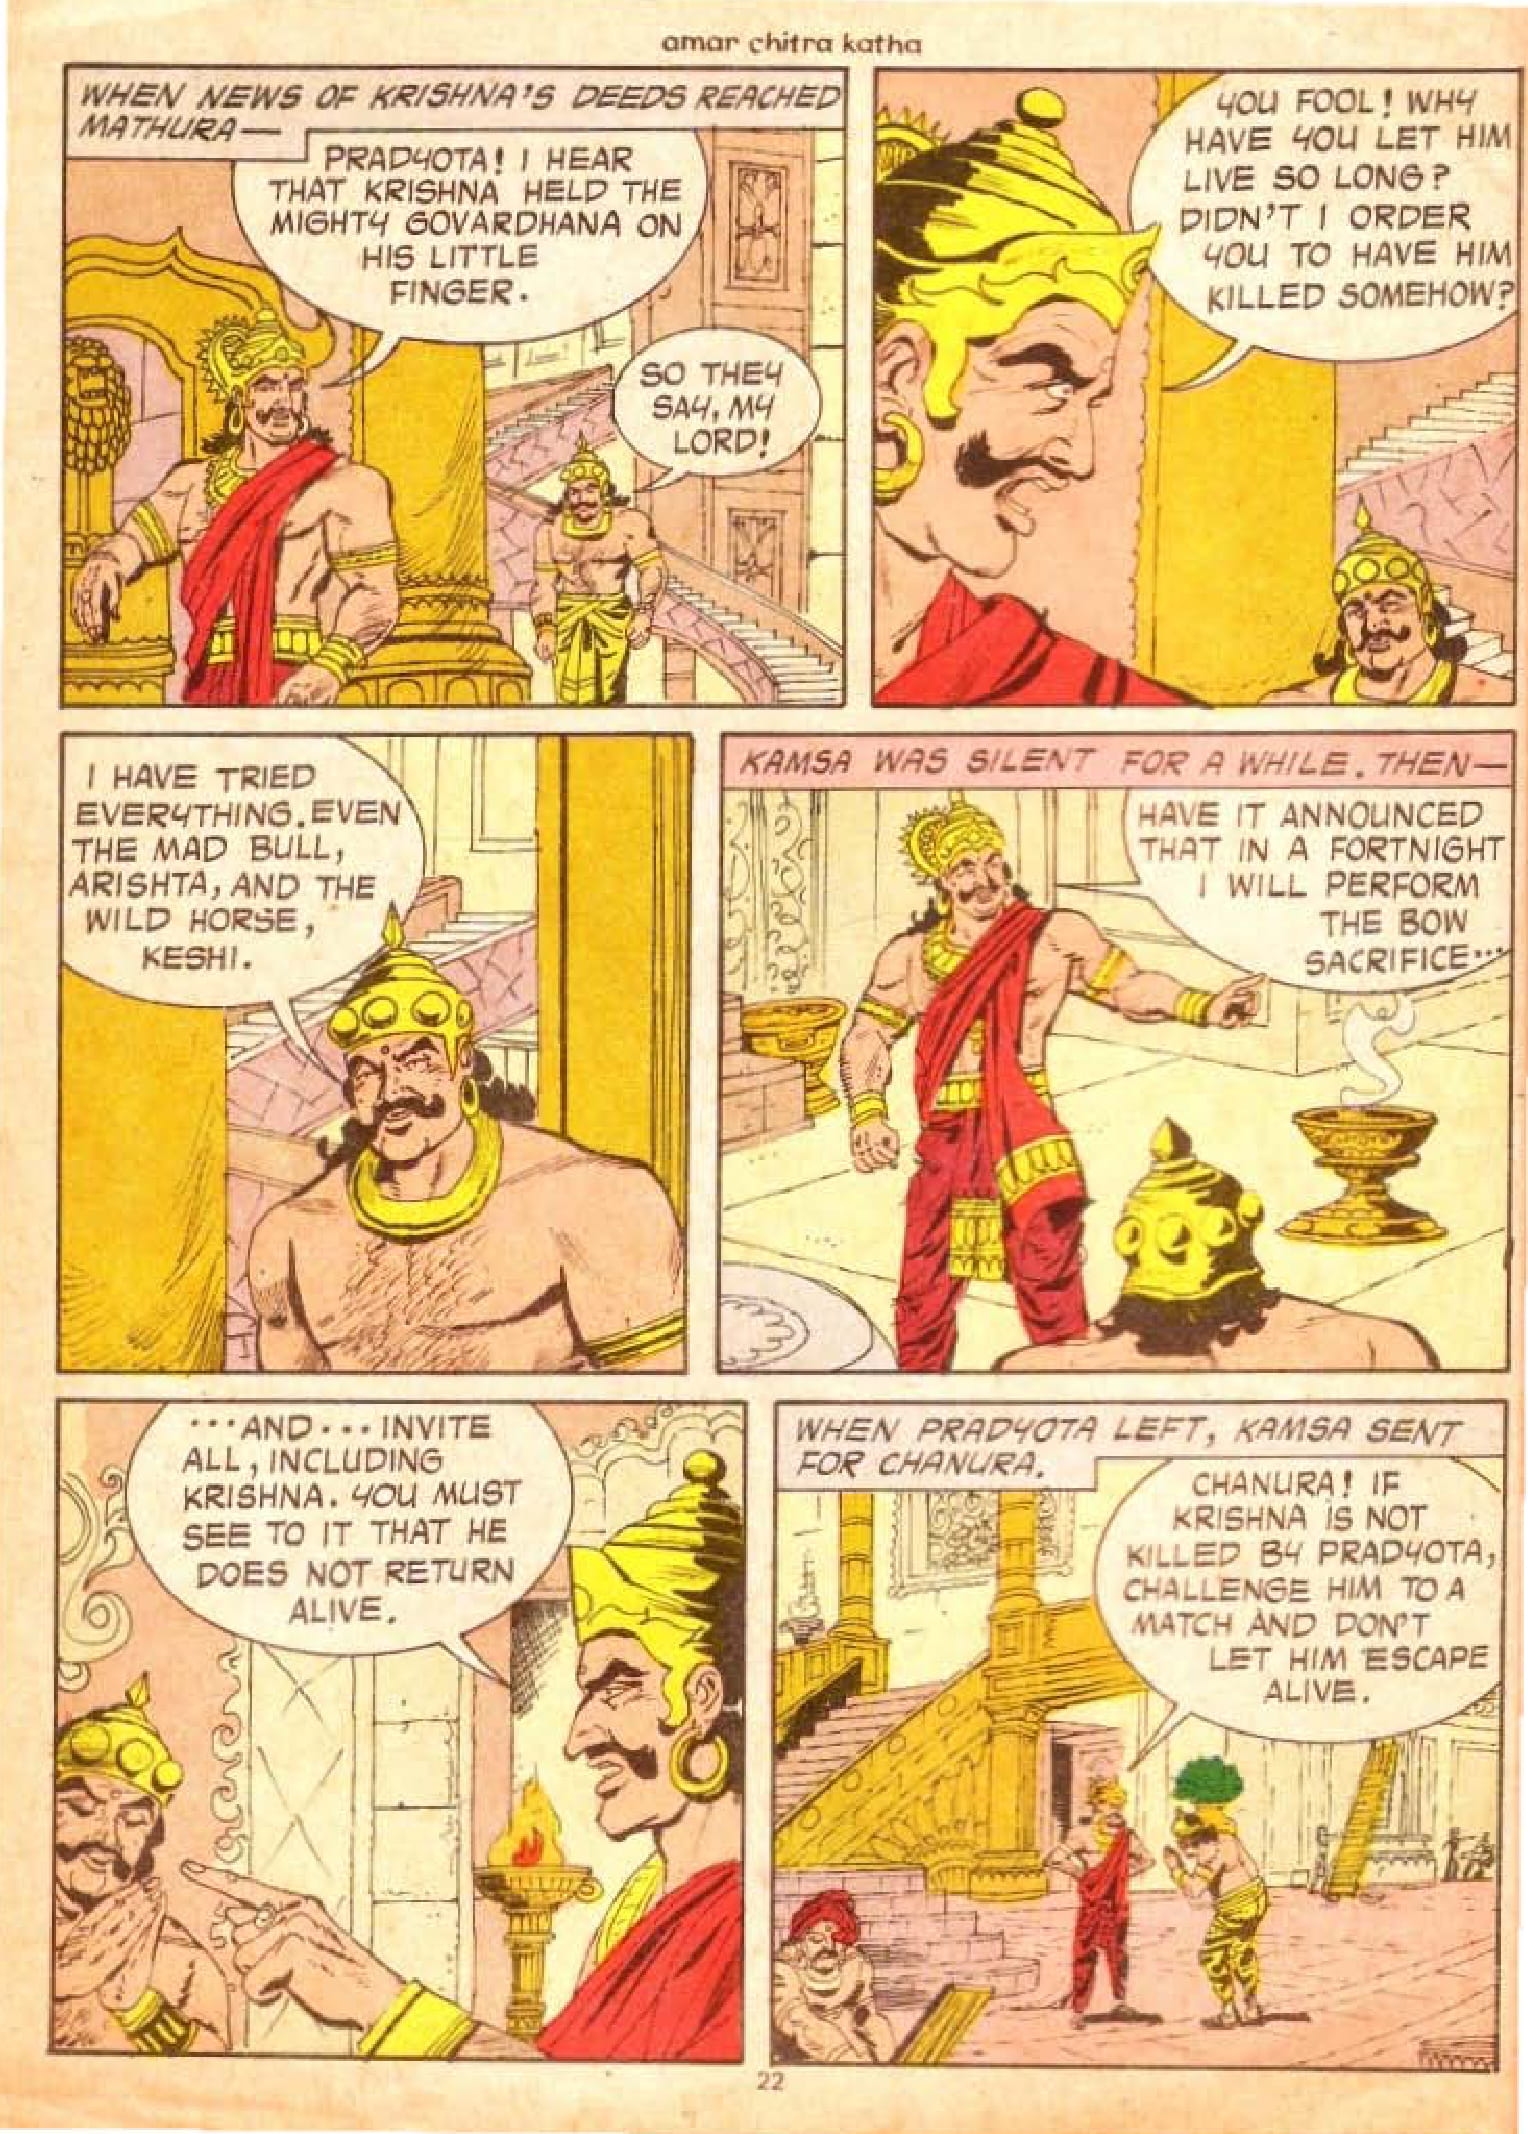 amar chitra katha
WHEN NEWS OF KRISHNA'S DEEDS REACHED
MATHURA—
PRADYOTA! I HEAR
THAT KRISHNA HELD THE
MIGHTY GOVARDHANA ON
HIS LITTLE
FINGER.
SO THEY
SAY, MY
LORD!
YOU FOOL! WHY
HAVE YOU LET HIM
LIVE SO LONG?
DIDN'T I ORDER
YOU TO HAVE HIM
KILLED SOMEHOW?
I HAVE TRIED
EVERYTHING. EVEN
THE MAD BULL,
ARISHTA, AND THE
WILD HORSE,
KESHI.
KAMSA WAS SILENT FOR A WHILE. THEN—
HAVE IT ANNOUNCED
THAT IN A FORTNIGHT
I WILL PERFORM
THE BOW
SACRIFICE...
...AND... INVITE
ALL, INCLUDING
KRISHNA. YOU MUST
SEE TO IT THAT HE
DOES NOT RETURN
ALIVE.
WHEN PRADYOTA LEFT, KAMSA SENT
FOR CHANURA.
CHANURA! IF
KRISHNA IS NOT
KILLED BY PRADYOTA,
CHALLENGE HIM TO A
MATCH AND DON'T
LET HIM ESCAPE
ALIVE.
22